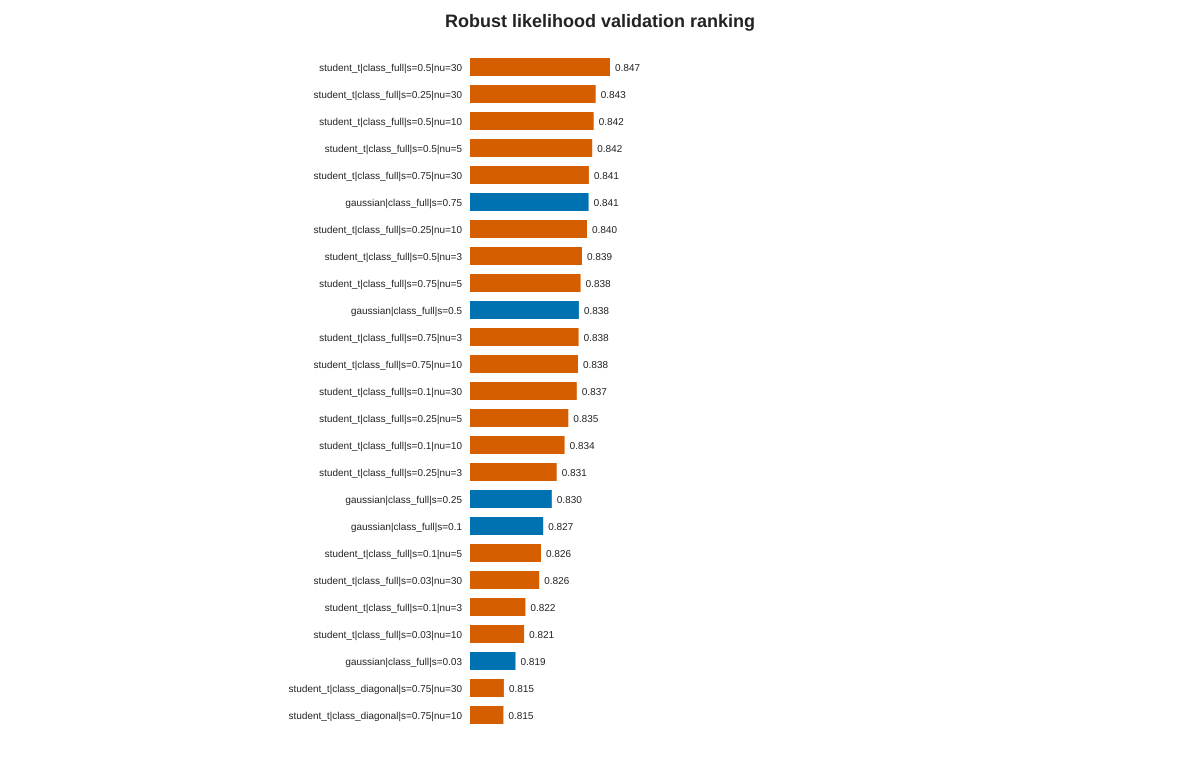 Robust likelihood validation ranking
student_t|class_full|s=0.5|nu=30 0.847
student_t|class_full|s=0.25|nu=30 0.843
student_t|class_full|s=0.5|nu=10 0.842
student_t|class_full|s=0.5|nu=5 0.842
student_t|class_full|s=0.75|nu=30 0.841
gaussian|class_full|s=0.75 0.841
student_t|class_full|s=0.25|nu=10 0.840
student_t|class_full|s=0.5|nu=3 0.839
student_t|class_full|s=0.75|nu=5 0.838
gaussian|class_full|s=0.5 0.838
student_t|class_full|s=0.75|nu=3 0.838
student_t|class_full|s=0.75|nu=10 0.838
student_t|class_full|s=0.1|nu=30 0.837
student_t|class_full|s=0.25|nu=5 0.835
student_t|class_full|s=0.1|nu=10 0.834
student_t|class_full|s=0.25|nu=3 0.831
gaussian|class_full|s=0.25 0.830
gaussian|class_full|s=0.1 0.827
student_t|class_full|s=0.1|nu=5 0.826
student_t|class_full|s=0.03|nu=30 0.826
student_t|class_full|s=0.1|nu=3 0.822
student_t|class_full|s=0.03|nu=10 0.821
gaussian|class_full|s=0.03 0.819
student_t|class_diagonal|s=0.75|nu=30 0.815
student_t|class_diagonal|s=0.75|nu=10 0.815